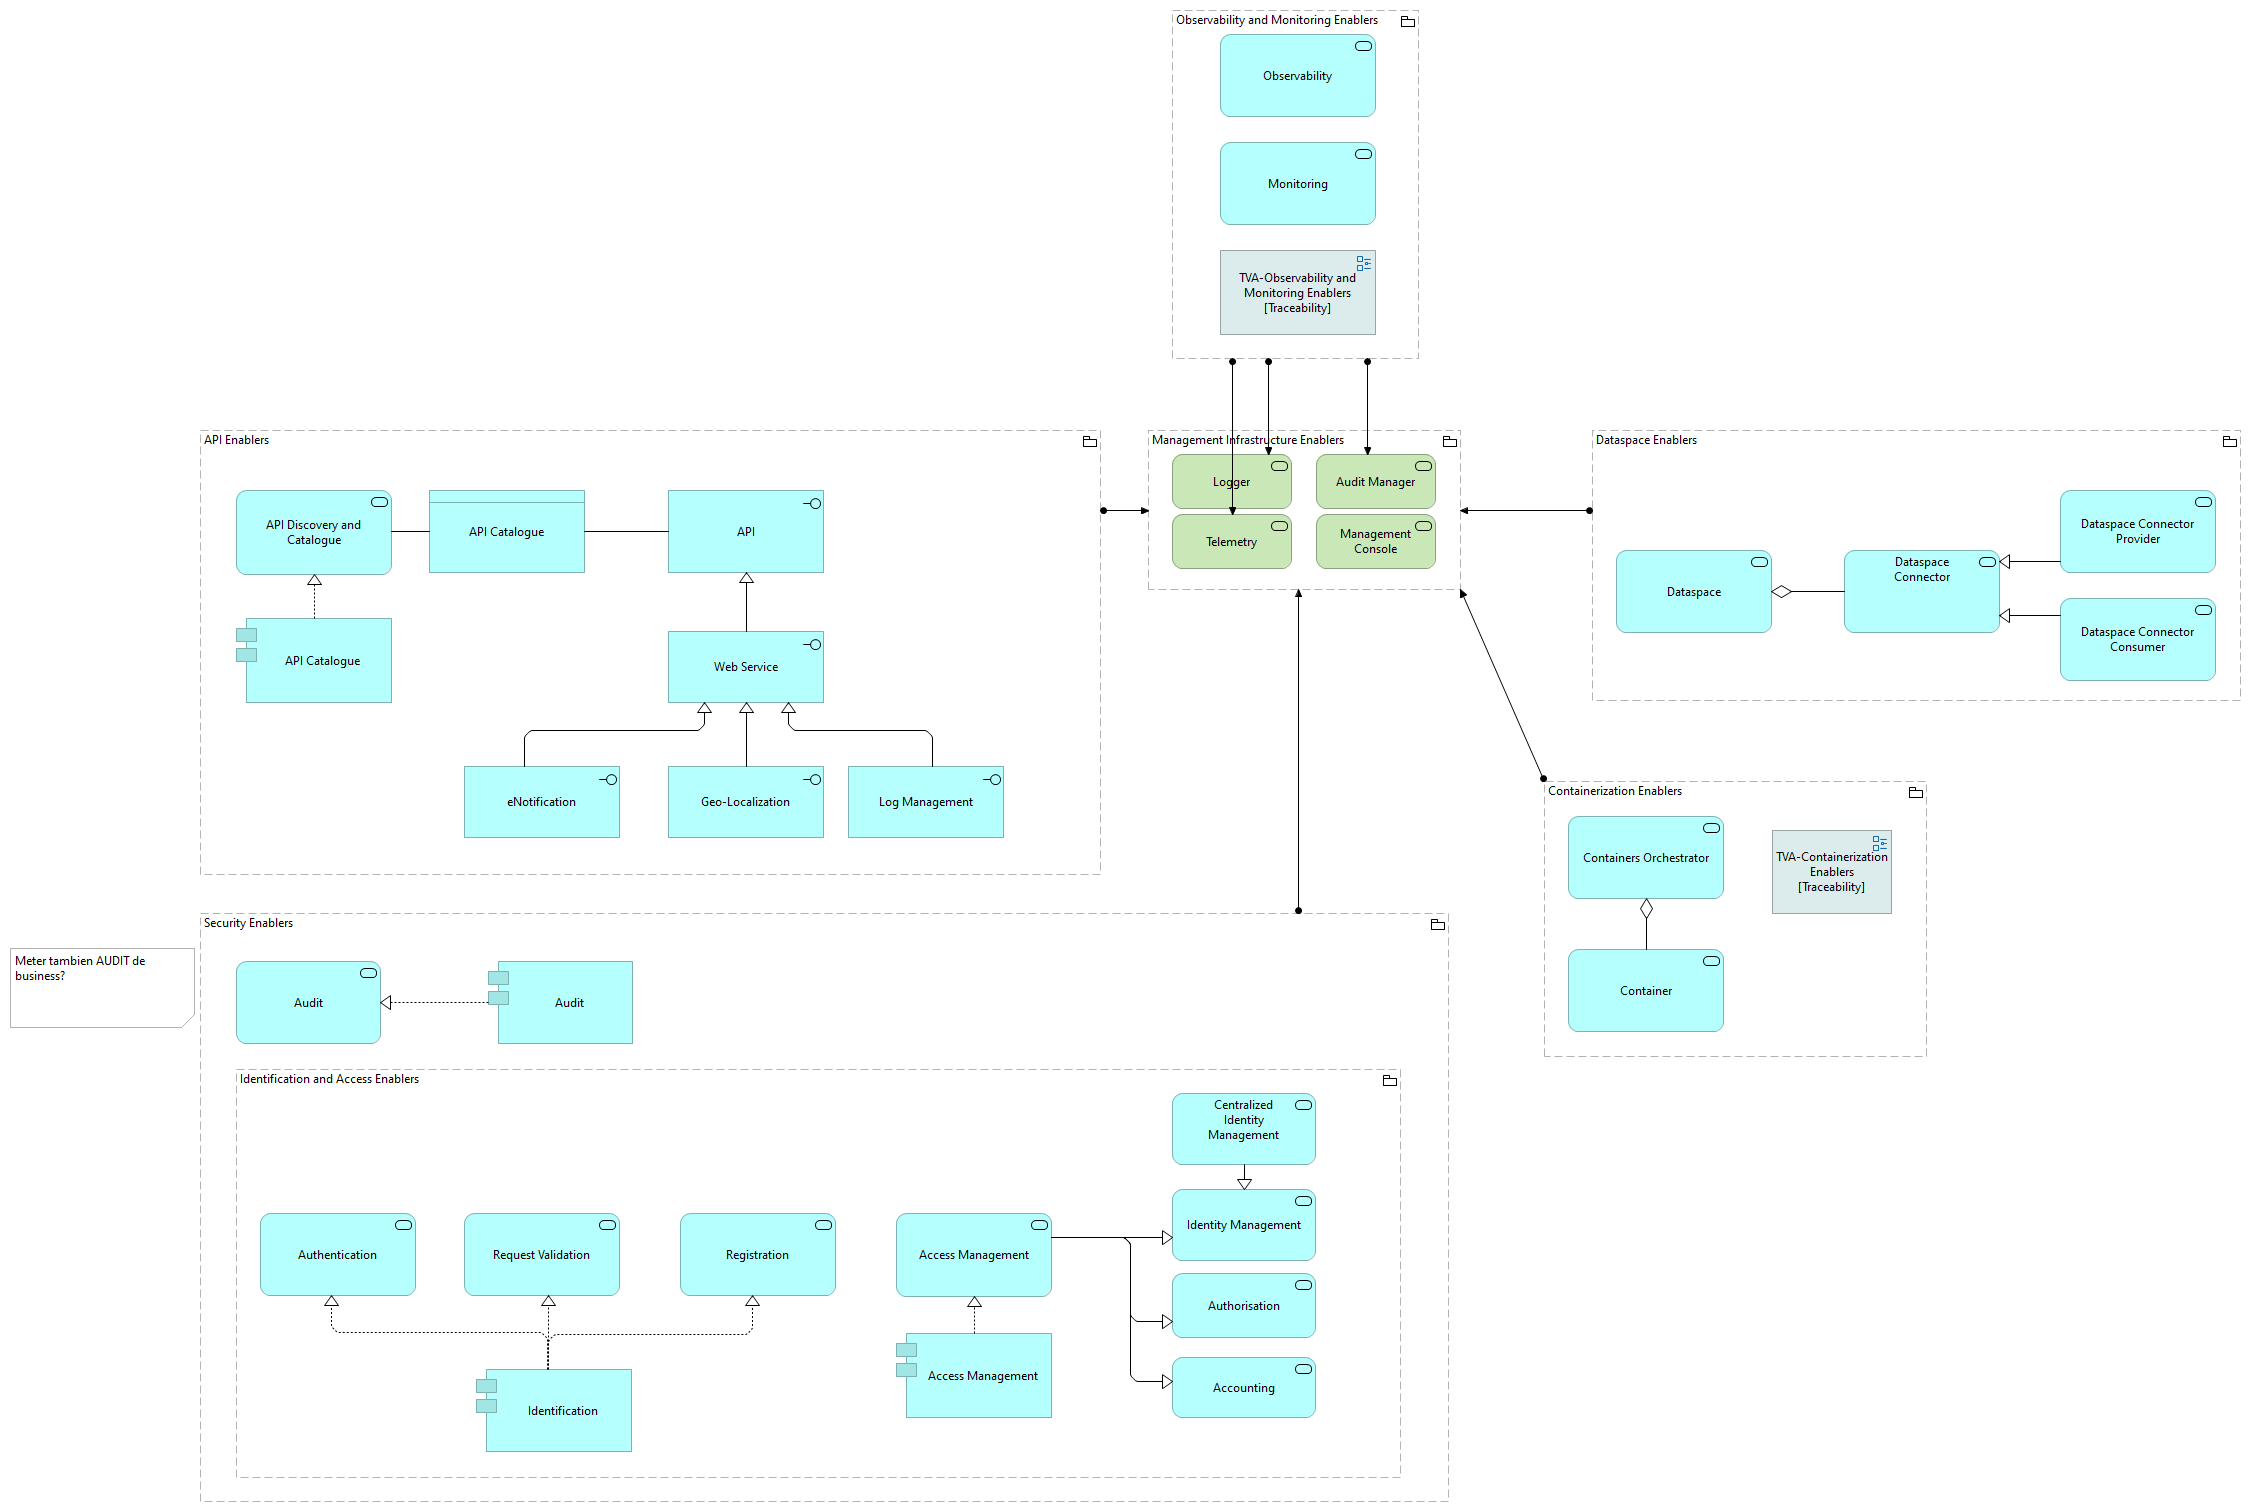 Observability and Monitoring Enablers
Observability
Monitoring
TVA-Observability and
Monitoring Enablers
[Traceability]
API Enablers
API Discovery and
Catalogue
API Catalogue
API
API Catalogue
Web Service
eNotification
Geo-Localization
Log Management
Management Infrastructure Enablers
Logger
Audit Manager
Telemetry
Management
Console
Dataspace Enablers
Dataspace
Dataspace
Connector
Dataspace Connector
Provider
Dataspace Connector
Consumer
Containerization Enablers
Containers Orchestrator
TVA-Containerization
Enablers
[Traceability]
Container
Meter tambien AUDIT de
business?
Security Enablers
Audit
Audit
Identification and Access Enablers
Centralized
Identity
Management
Authentication
Request Validation
Registration
Access Management
Identity Management
Authorisation
Access Management
Accounting
Identification